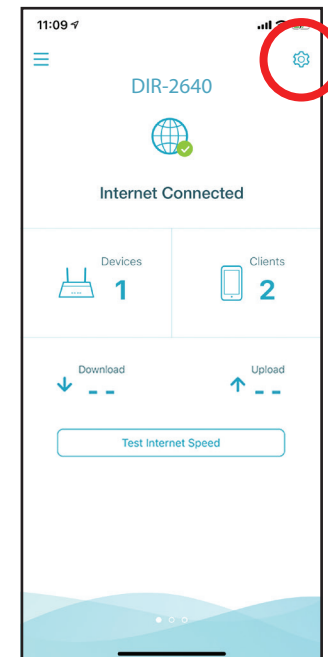 11:09
DIR-2640
Internet Connected
Devices
1
Clients
2
Download
- -
Upload
- -
Test Internet Speed